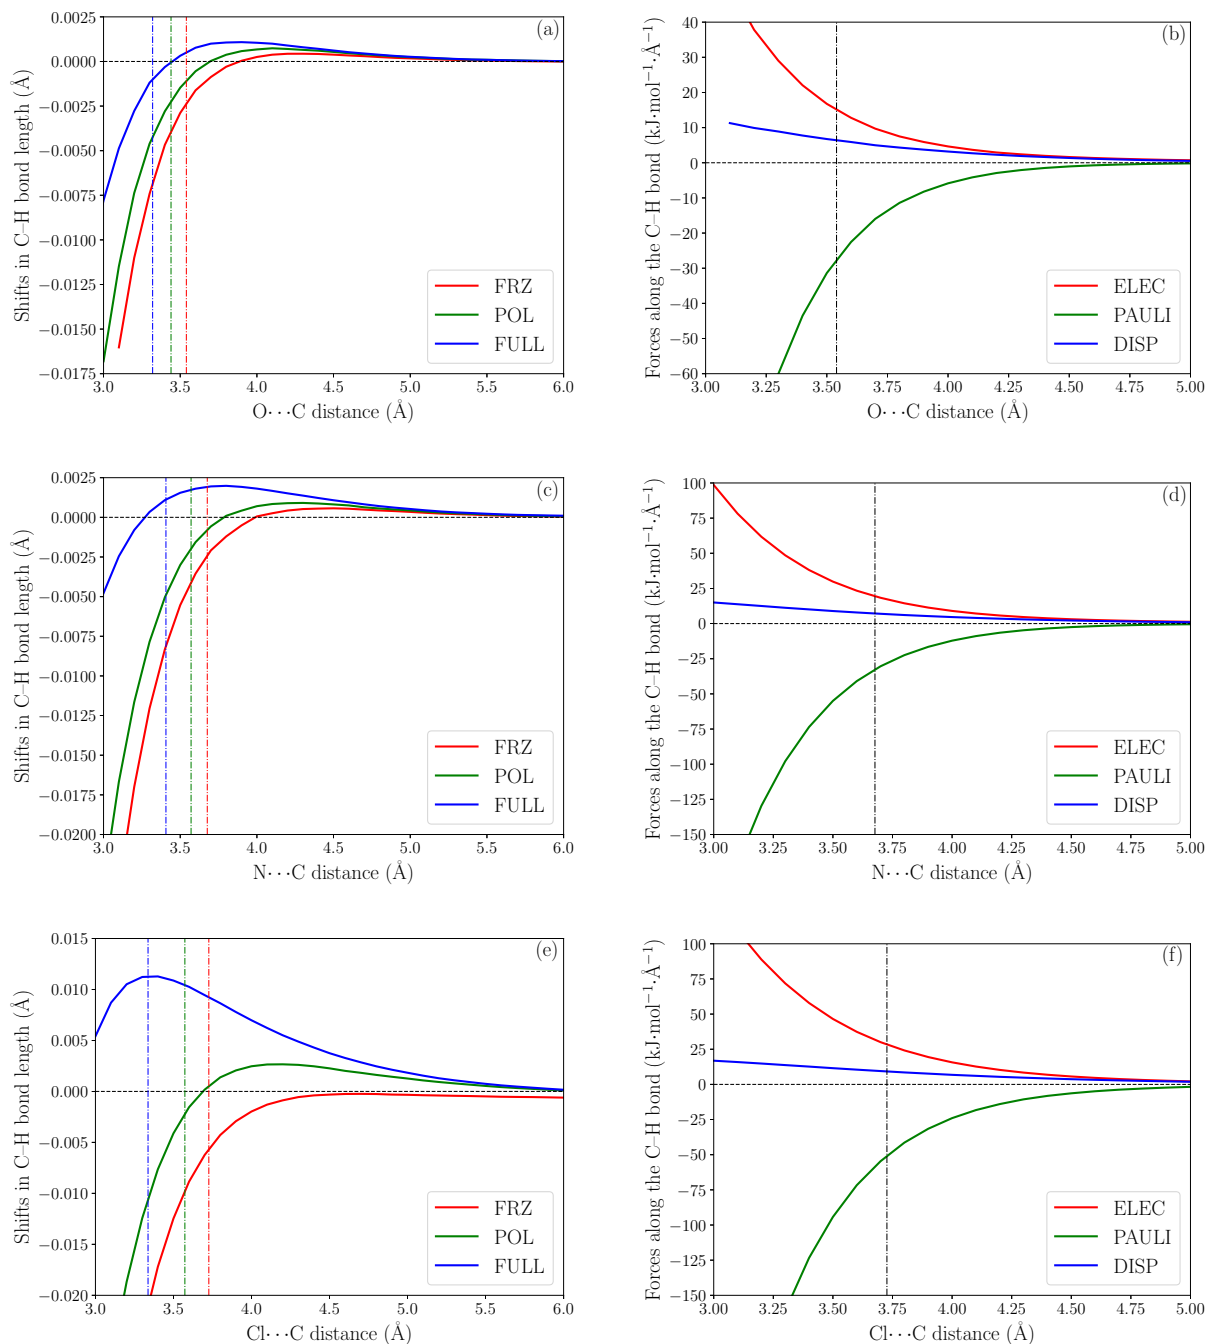 0.0025
0.0000
−0.0025
−0.0050
−0.0075
−0.0100
−0.0125
−0.0150
−0.0175
3.0 3.5 4.0 4.5 5.0 5.5 6.0
O···C distance (Å)
Shifts in C–H bond length (Å)
(a)
FRZ
POL
FULL
40
30
20
10
0
−10
−20
−30
−40
−50
−60
3.00 3.25 3.50 3.75 4.00 4.25 4.50 4.75 5.00
O···C distance (Å)
Forces along the C–H bond (kJ·mol⁻¹·Å⁻¹)
(b)
ELEC
PAULI
DISP
0.0025
0.0000
−0.0025
−0.0050
−0.0075
−0.0100
−0.0125
−0.0150
−0.0175
−0.0200
3.0 3.5 4.0 4.5 5.0 5.5 6.0
N···C distance (Å)
Shifts in C–H bond length (Å)
(c)
FRZ
POL
FULL
100
75
50
25
0
−25
−50
−75
−100
−125
−150
3.00 3.25 3.50 3.75 4.00 4.25 4.50 4.75 5.00
N···C distance (Å)
Forces along the C–H bond (kJ·mol⁻¹·Å⁻¹)
(d)
ELEC
PAULI
DISP
0.015
0.010
0.005
0.000
−0.005
−0.010
−0.015
−0.020
3.0 3.5 4.0 4.5 5.0 5.5 6.0
Cl···C distance (Å)
Shifts in C–H bond length (Å)
(e)
FRZ
POL
FULL
100
75
50
25
0
−25
−50
−75
−100
−125
−150
3.00 3.25 3.50 3.75 4.00 4.25 4.50 4.75 5.00
Cl···C distance (Å)
Forces along the C–H bond (kJ·mol⁻¹·Å⁻¹)
(f)
ELEC
PAULI
DISP